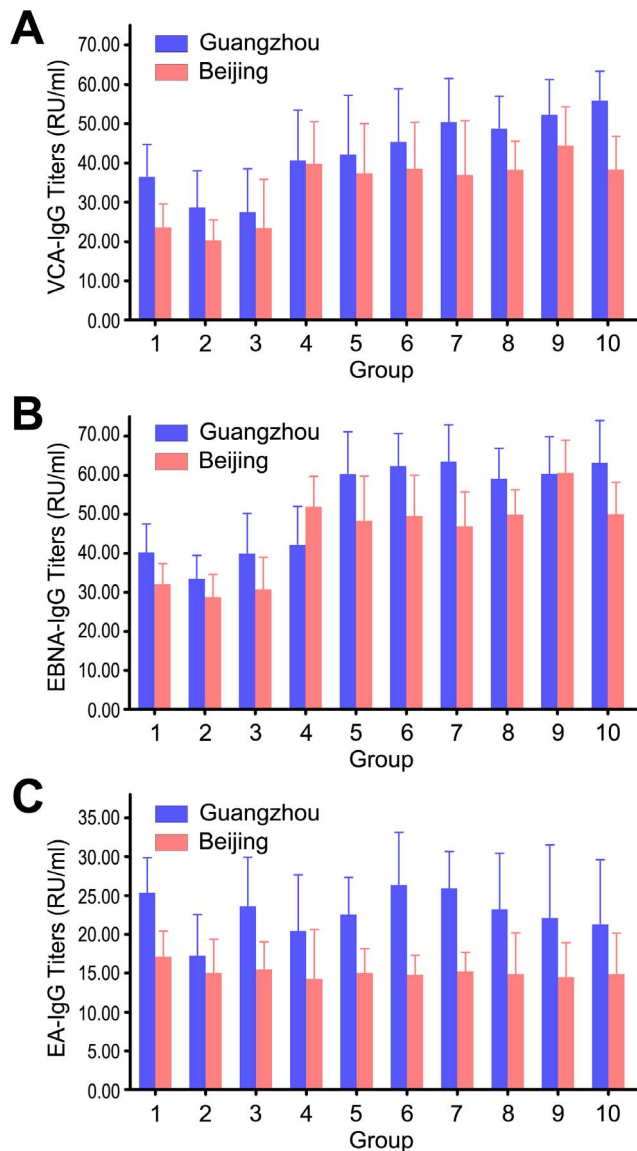 A
VCA-IgG Titers (RU/ml)
70.00
60.00
50.00
40.00
30.00
20.00
10.00
0.00
Guangzhou
Beijing
1 2 3 4 5 6 7 8 9 10
Group
B
EBNA-IgG Titers (RU/ml)
70.00
60.00
50.00
40.00
30.00
20.00
10.00
0.00
Guangzhou
Beijing
1 2 3 4 5 6 7 8 9 10
Group
C
EA-IgG Titers (RU/ml)
35.00
30.00
25.00
20.00
15.00
10.00
5.00
0.00
Guangzhou
Beijing
1 2 3 4 5 6 7 8 9 10
Group